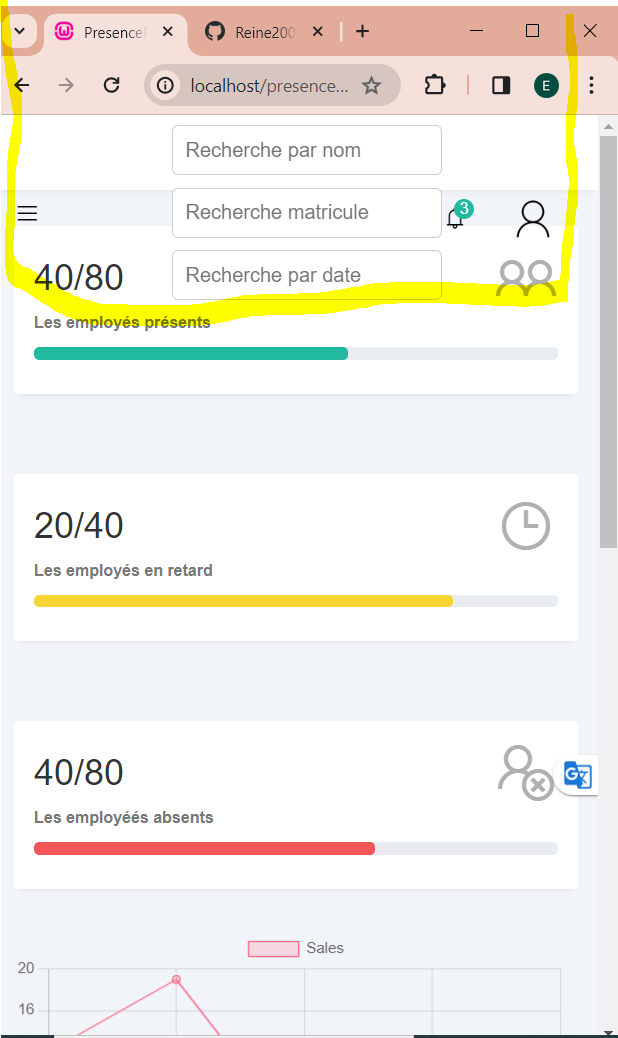 Presence
Reine200
localhost/presence...
E
Recherche par nom
Recherche matricule
3
40/80
Recherche par date
Les employés présents
20/40
Les employés en retard
40/80
G
Les employéés absents
Sales
20
16